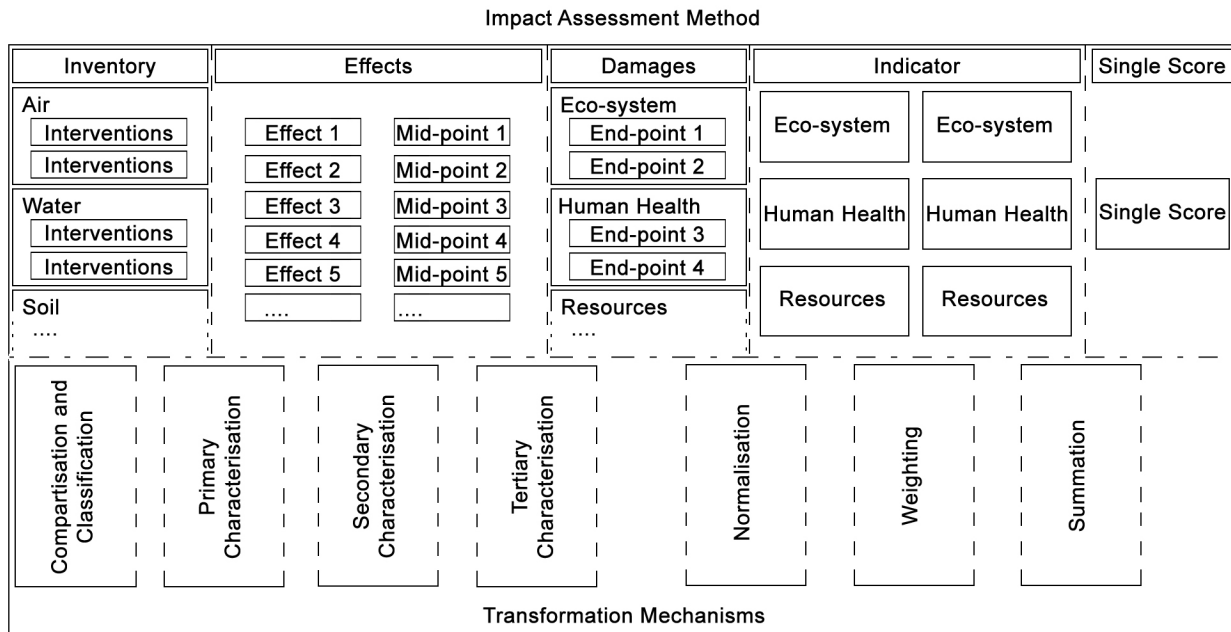 Impact Assessment Method
Inventory
Effects
Damages
Indicator
Single Score
Air
Interventions
Interventions
Water
Interventions
Interventions
Soil
....
Effect 1
Effect 2
Effect 3
Effect 4
Effect 5
....
Mid-point 1
Mid-point 2
Mid-point 3
Mid-point 4
Mid-point 5
....
Eco-system
End-point 1
End-point 2
Human Health
End-point 3
End-point 4
Resources
....
Eco-system
Human Health
Resources
Eco-system
Human Health
Resources
Single Score
Compartisation and
Classification
Primary
Characterisation
Secondary
Characterisation
Tertiary
Characterisation
Normalisation
Weighting
Summation
Transformation Mechanisms